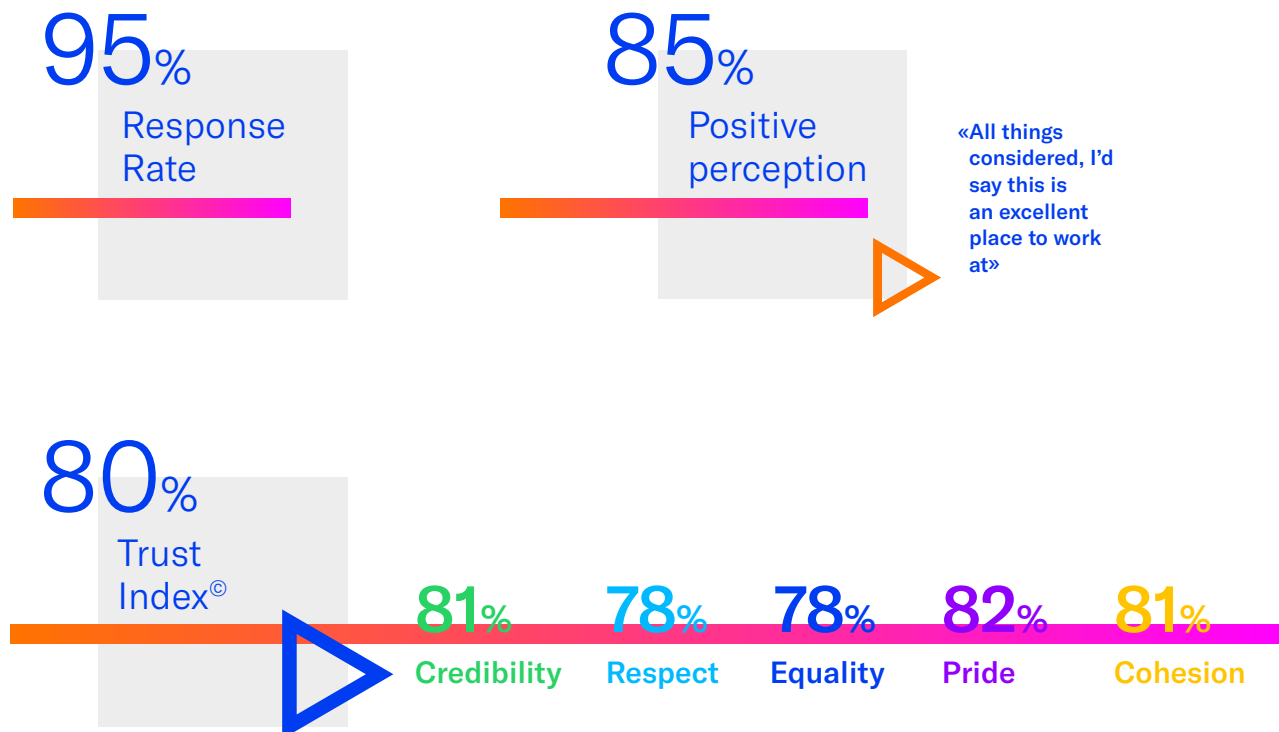 95%
Response
Rate
85%
Positive
perception
«All things
considered, I’d
say this is
an excellent
place to work
at»
80%
Trust
Index©
81%
Credibility
78%
Respect
78%
Equality
82%
Pride
81%
Cohesion